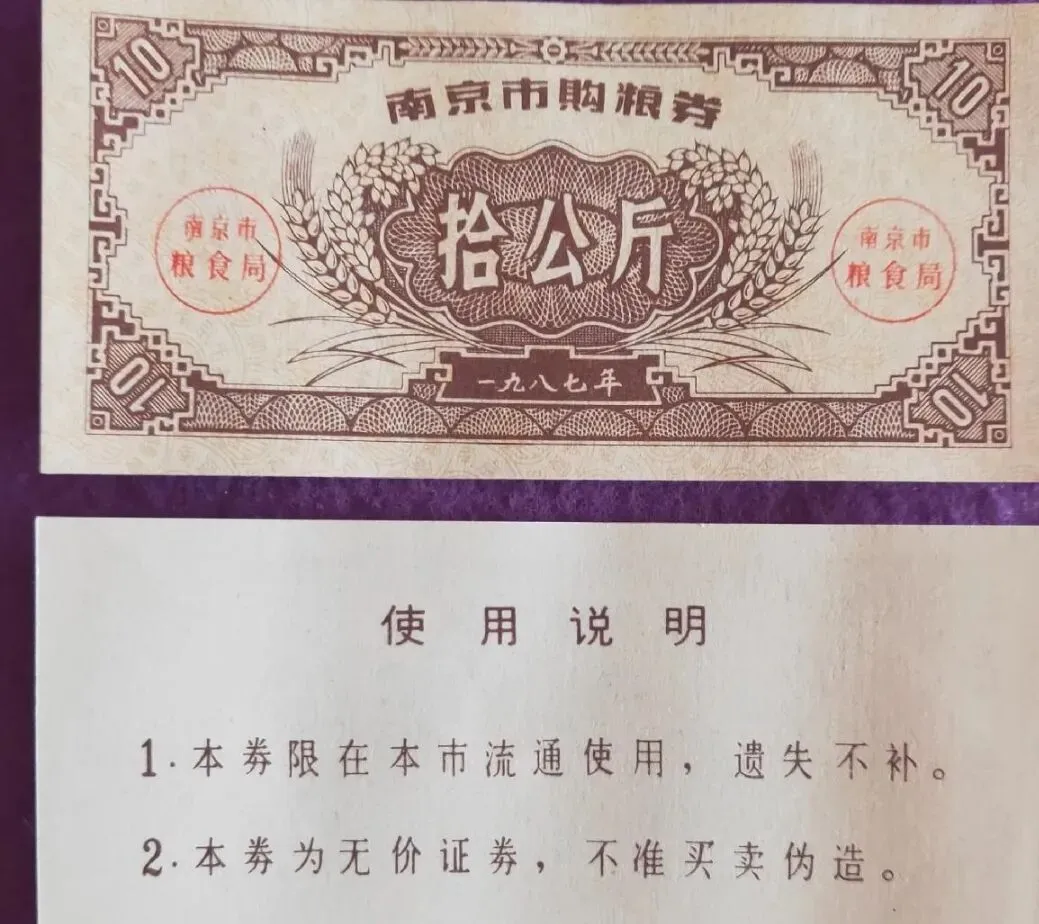 10
10
南京市购粮券
南京市
粮食局
拾公斤
南京市
粮食局
一九八七年
10
10
使用说明
1.本券限在本市流通使用，遗失不补。
2.本券为无价证券，不准买卖伪造。